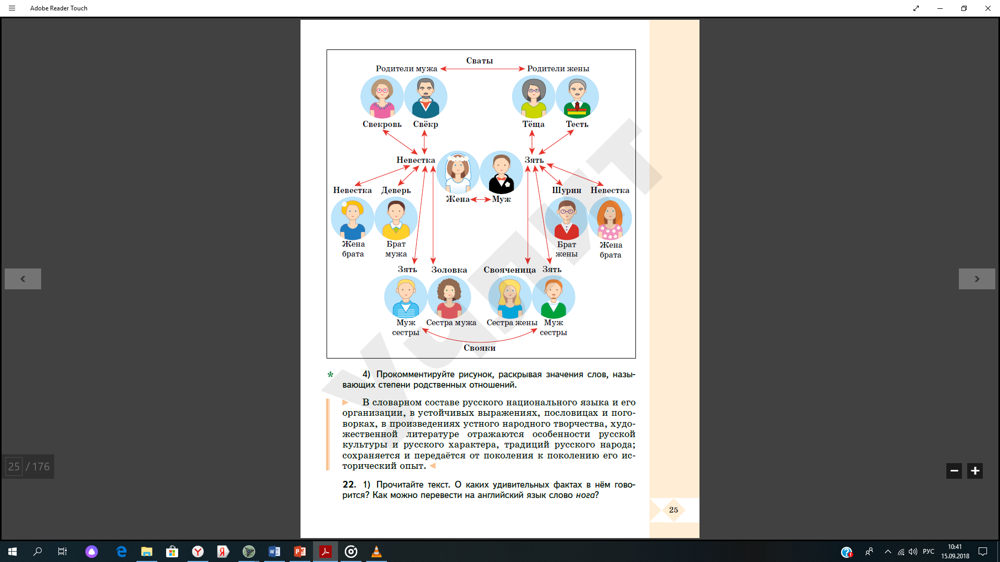 Adobe Reader Touch
Сваты
Родители мужа
Родители жены
Свекровь
Свёкр
Тёща
Тесть
Невестка
Зять
Жена
Муж
Невестка
Деверь
Шурин
Невестка
Жена
брата
Брат
мужа
Брат
жены
Жена
брата
Зять
Золовка
Свояченица
Зять
Муж
сестры
Сестра мужа
Сестра жены
Муж
сестры
Свояки
* 4) Прокомментируйте рисунок, раскрывая значения слов, назы-
вающих степени родственных отношений.
В словарном составе русского национального языка и его
организации, в устойчивых выражениях, пословицах и пого-
ворках, в произведениях устного народного творчества, худо-
жественной литературе отражаются особенности русской
культуры и русского характера, традиций русского народа;
сохраняется и передаётся от поколения к поколению его ис-
торический опыт.
22. 1) Прочитайте текст. О каких удивительных фактах в нём гово-
рится? Как можно перевести на английский язык слово нога?
25
25 / 176
РУС
10:41
15.09.2018